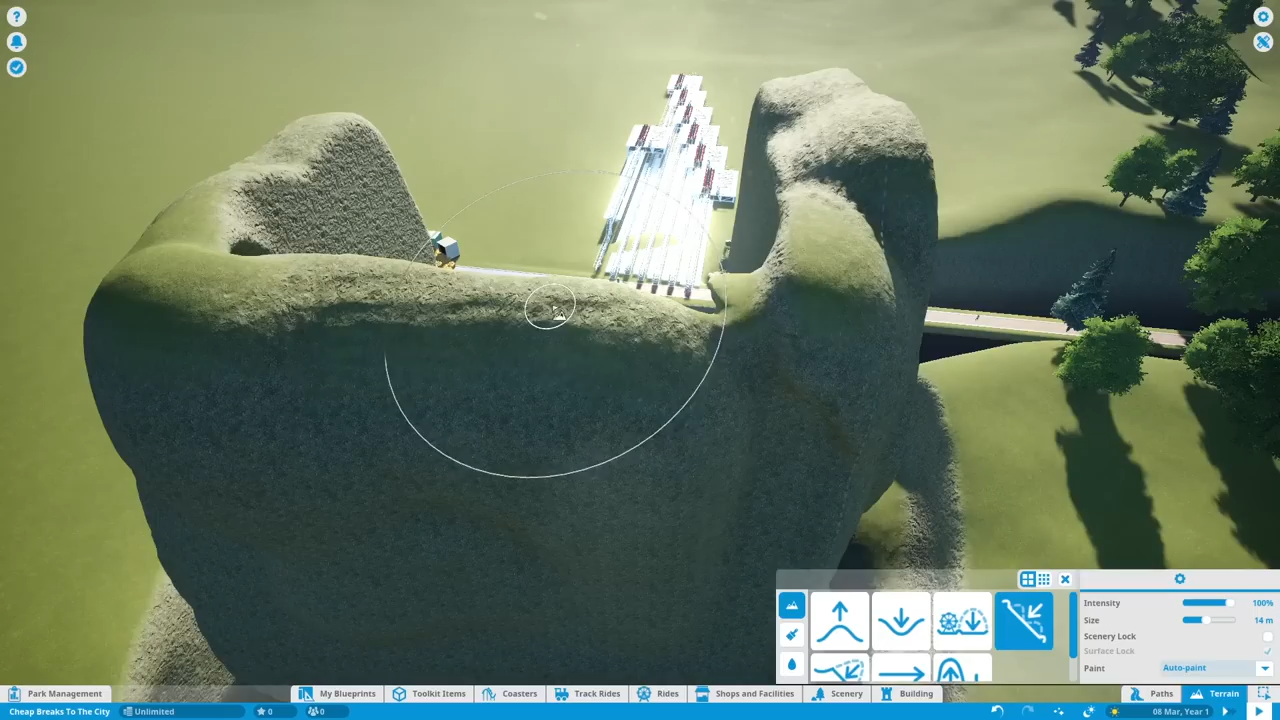 ?
Intensity 100%
Size 14 m
Scenery Lock
Surface Lock
Paint Auto-paint
Park Management My Blueprints Toolkit Items Coasters Track Rides Rides Shops and Facilities Scenery Building Paths Terrain
Cheap Breaks To The City Unlimited 0 0 08 Mar, Year 1